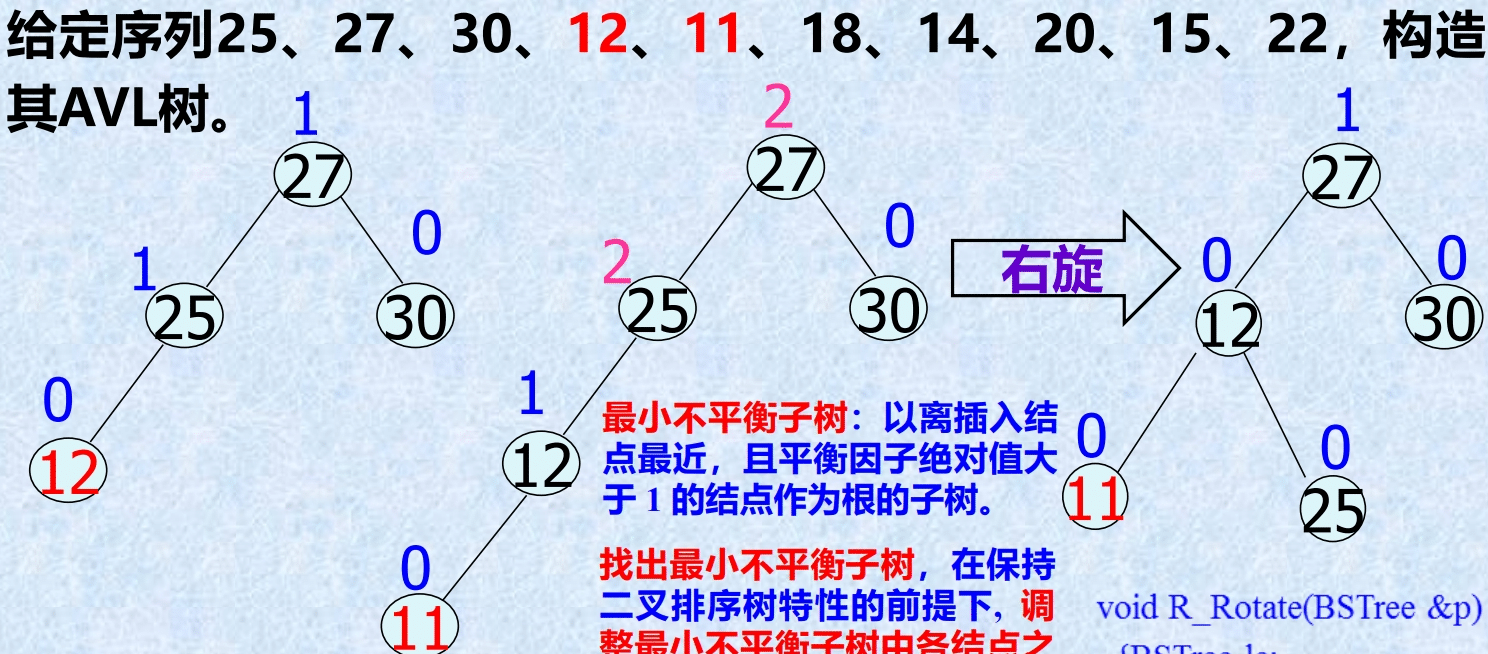 给定序列25、27、30、12、11、18、14、20、15、22，构造
其AVL树。
1
27
1
25
0
30
0
12
2
27
2
25
0
30
1
12
0
11
右旋
1
27
0
12
0
30
0
11
0
25
最小不平衡子树：以离插入结
点最近，且平衡因子绝对值大
于 1 的结点作为根的子树。
找出最小不平衡子树，在保持
二叉排序树特性的前提下, 调
整最小不平衡子树中各结点之
void R_Rotate(BSTree &p)